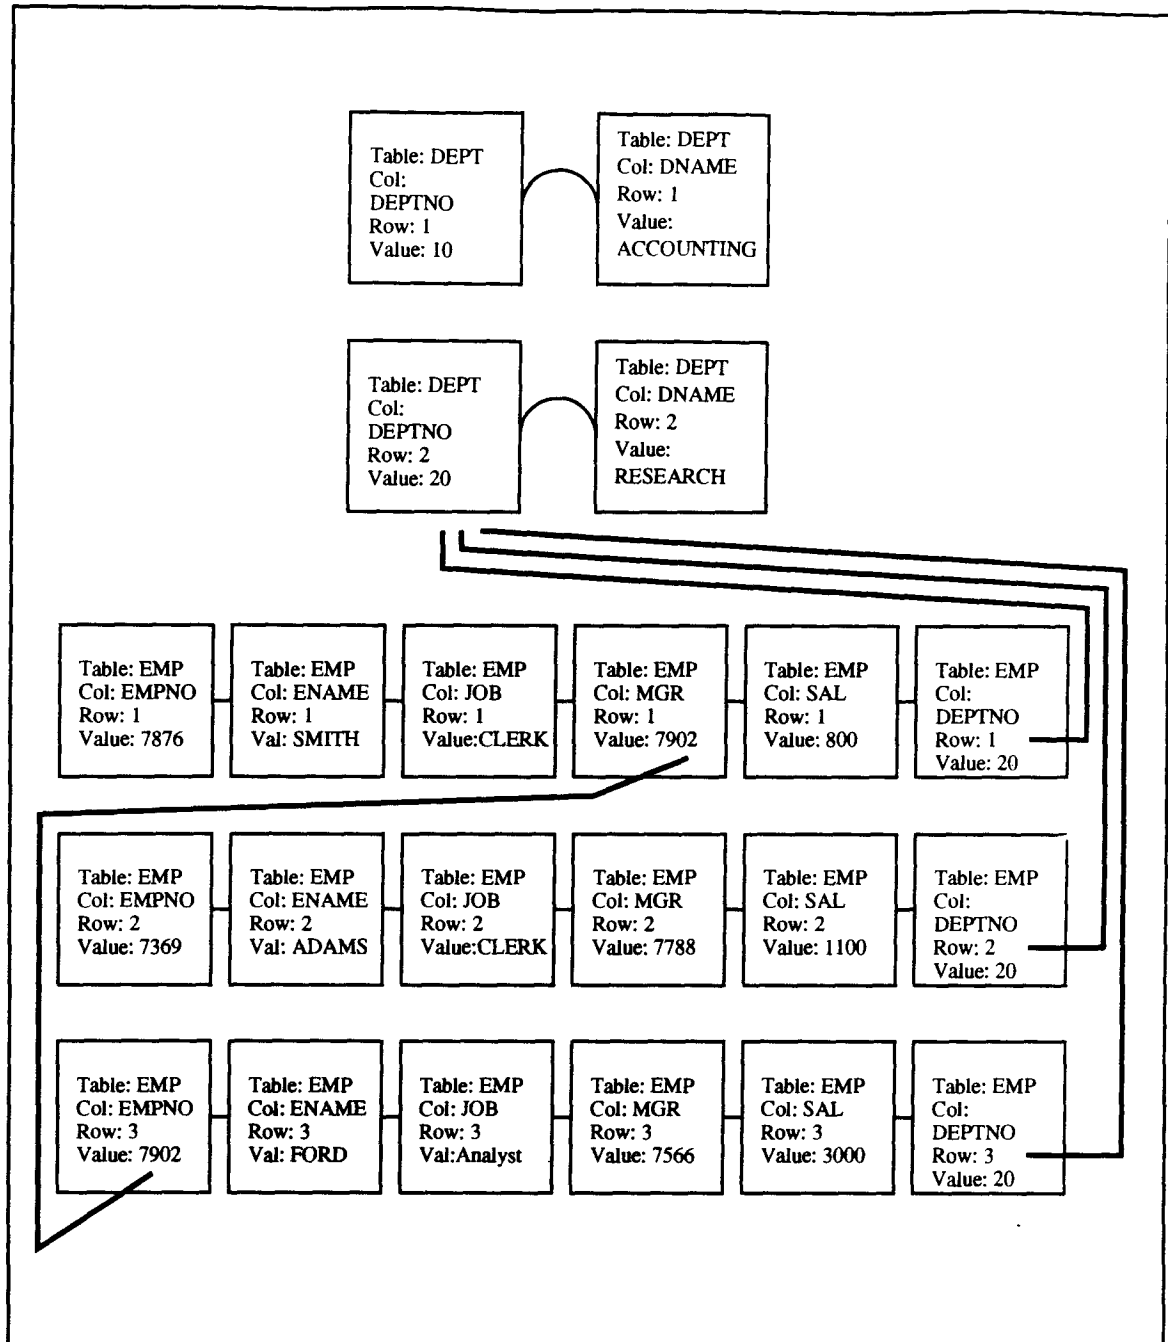 Table: DEPT
Col:
DEPTNO
Row: 1
Value: 10
Table: DEPT
Col: DNAME
Row: 1
Value:
ACCOUNTING
Table: DEPT
Col:
DEPTNO
Row: 2
Value: 20
Table: DEPT
Col: DNAME
Row: 2
Value:
RESEARCH
Table: EMP
Col: EMPNO
Row: 1
Value: 7876
Table: EMP
Col: ENAME
Row: 1
Val: SMITH
Table: EMP
Col: JOB
Row: 1
Value:CLERK
Table: EMP
Col: MGR
Row: 1
Value: 7902
Table: EMP
Col: SAL
Row: 1
Value: 800
Table: EMP
Col:
DEPTNO
Row: 1
Value: 20
Table: EMP
Col: EMPNO
Row: 2
Value: 7369
Table: EMP
Col: ENAME
Row: 2
Val: ADAMS
Table: EMP
Col: JOB
Row: 2
Value:CLERK
Table: EMP
Col: MGR
Row: 2
Value: 7788
Table: EMP
Col: SAL
Row: 2
Value: 1100
Table: EMP
Col:
DEPTNO
Row: 2
Value: 20
Table: EMP
Col: EMPNO
Row: 3
Value: 7902
Table: EMP
Col: ENAME
Row: 3
Val: FORD
Table: EMP
Col: JOB
Row: 3
Val:Analyst
Table: EMP
Col: MGR
Row: 3
Value: 7566
Table: EMP
Col: SAL
Row: 3
Value: 3000
Table: EMP
Col:
DEPTNO
Row: 3
Value: 20